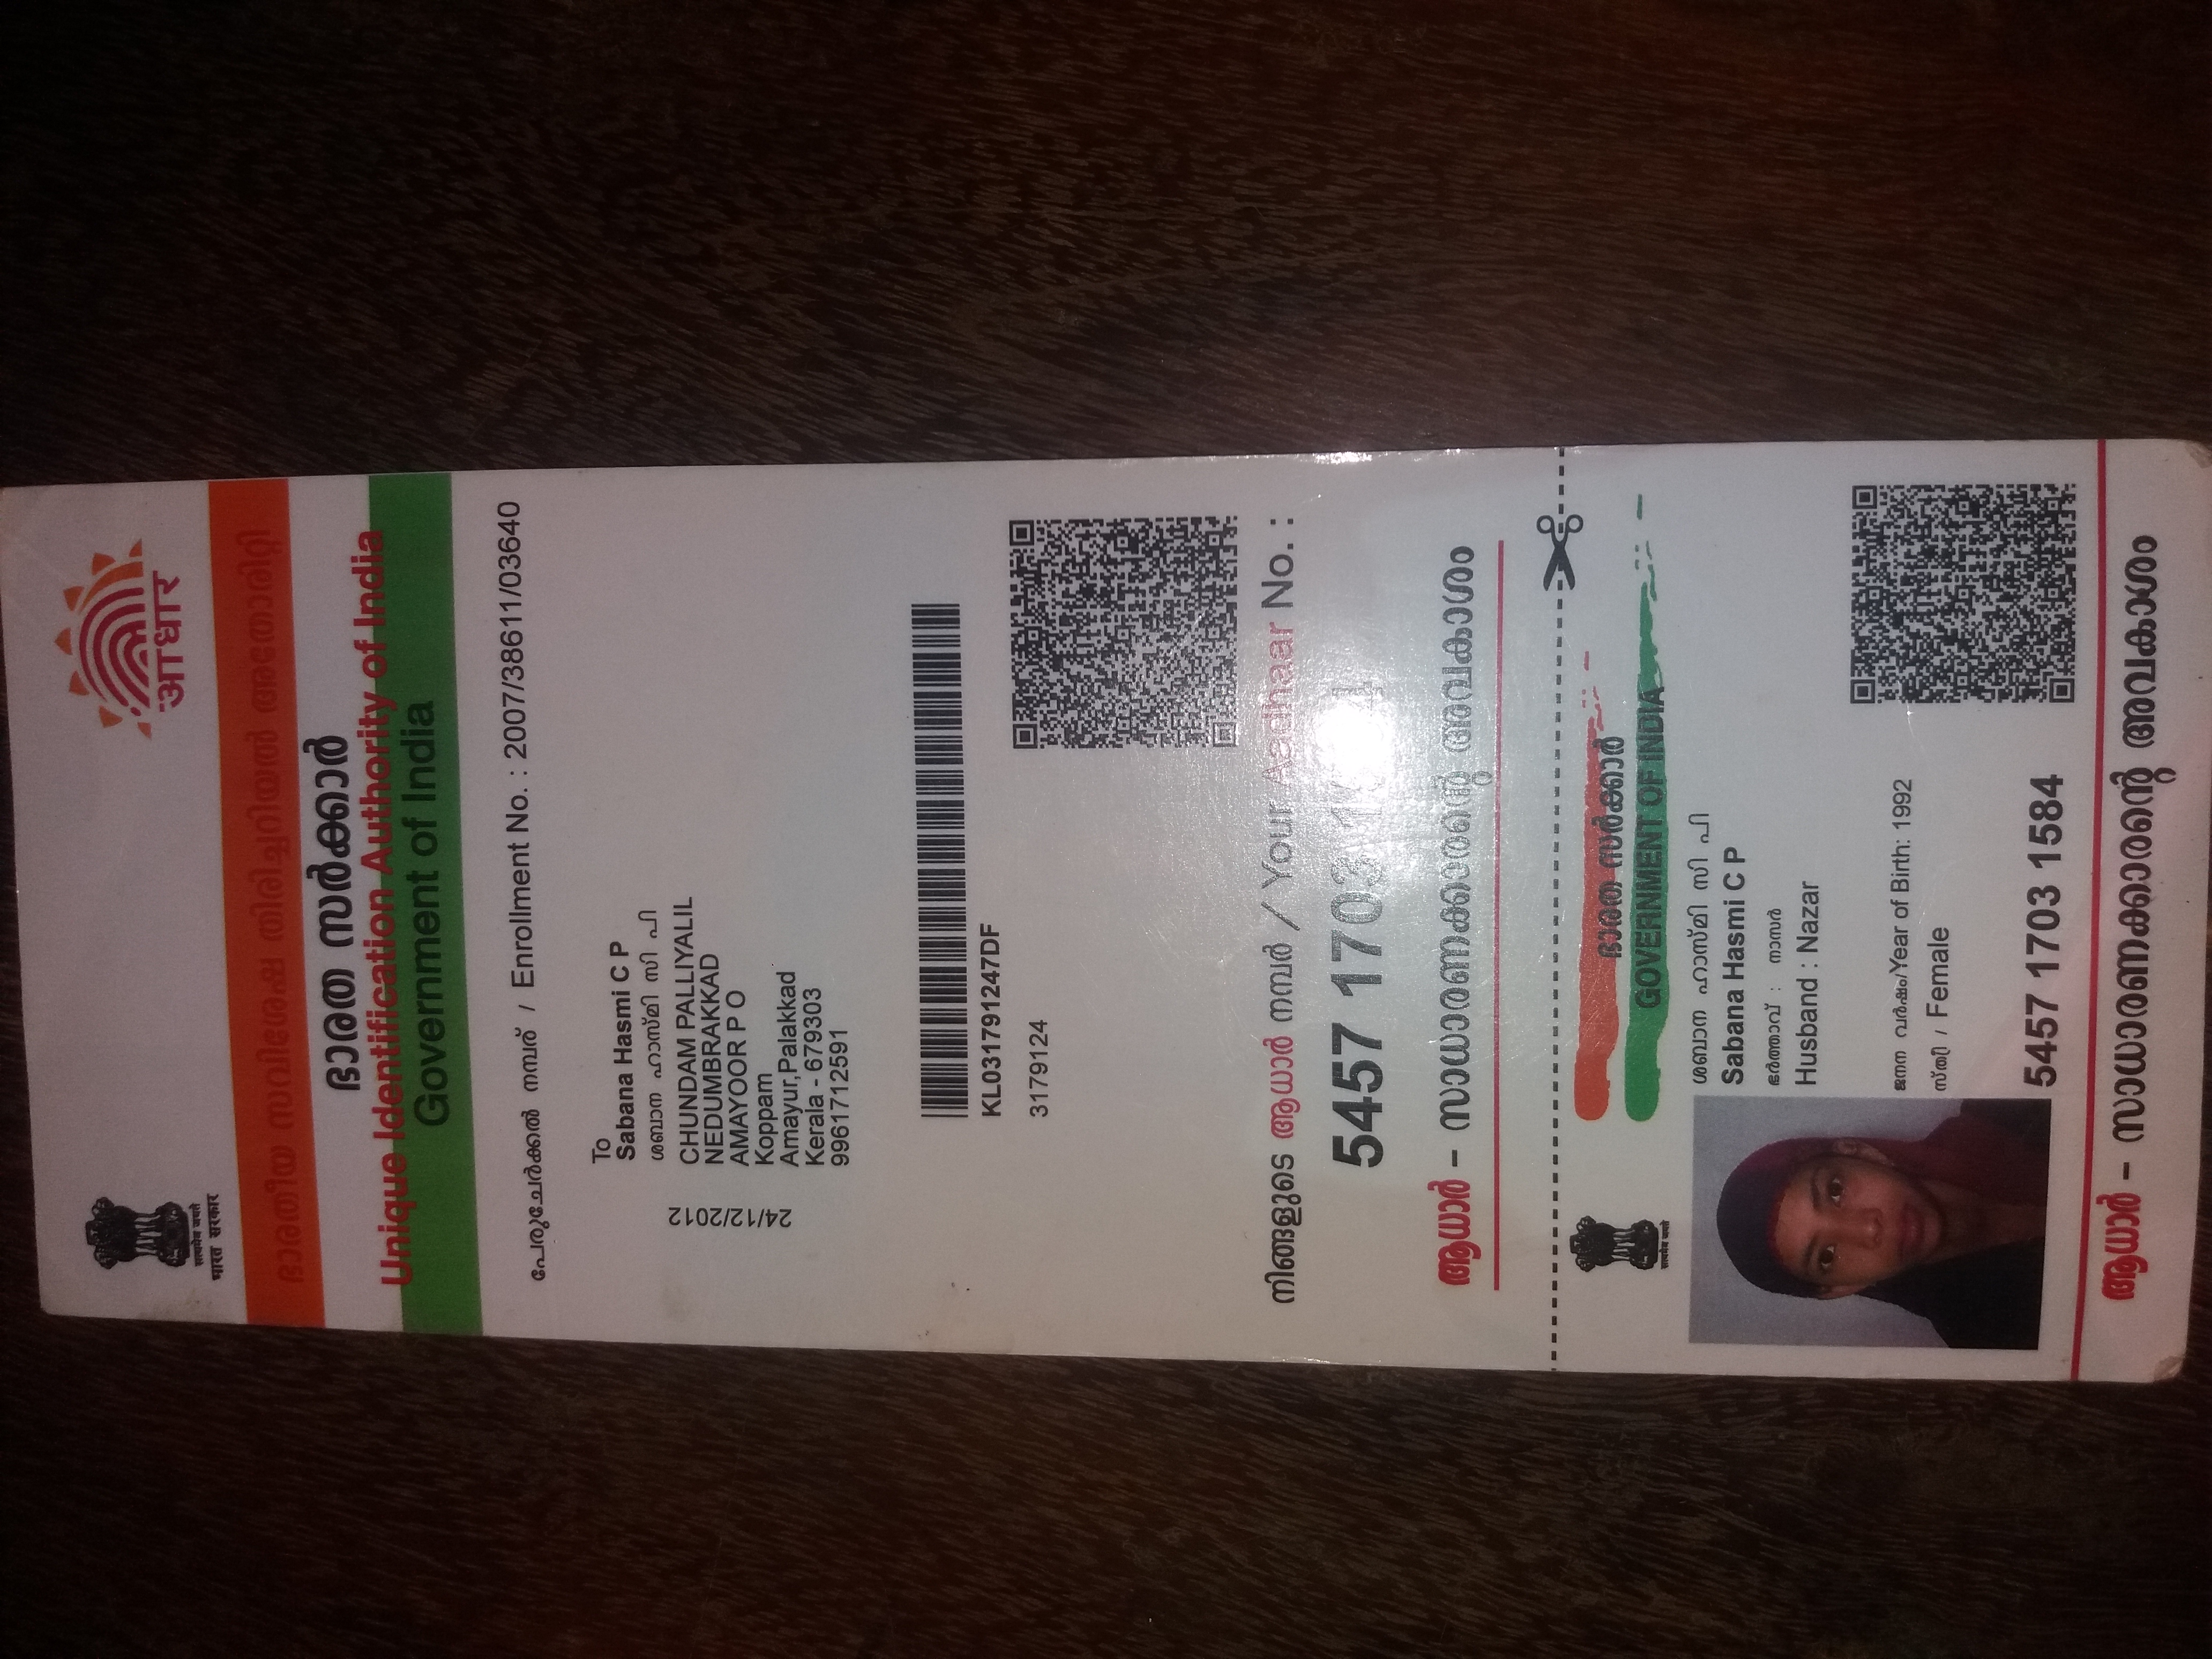 सत्यमेव जयते
भारत सरकार
आधार
ഭാരതീയ സവിശേഷ തിരിച്ചറിയൽ അതോരിറ്റി
ഭാരത സർക്കാർ
Unique Identification Authority of India
Government of India
പേരുചേർക്കൽ നമ്പര് / Enrollment No. : 2007/38611/03640
24/12/2012
To
Sabana Hasmi C P
ശബാന ഹാസ്മി സി പി
CHUNDAM PALLIYALIL
NEDUMBRAKKAD
AMAYOOR P O
Koppam
Amayur,Palakkad
Kerala - 679303
9961712591
KL031791247DF
3179124
നിങ്ങളുടെ ആധാർ നമ്പർ / Your Aadhaar No. :
5457 1703
ആധാർ – സാധാരണക്കാരന്റെ അവകാശം
सत्यमेव जयते
ഭാരത സർക്കാർ
GOVERNMENT OF INDIA
ശബാന ഹാസ്മി സി പി
Sabana Hasmi C P
ഭർത്താവ് : നാസർ
Husband : Nazar
ജനന വർഷം/Year of Birth: 1992
സ്ത്രീ / Female
5457 1703 1584
ആധാർ – സാധാരണക്കാരന്റെ അവകാശം